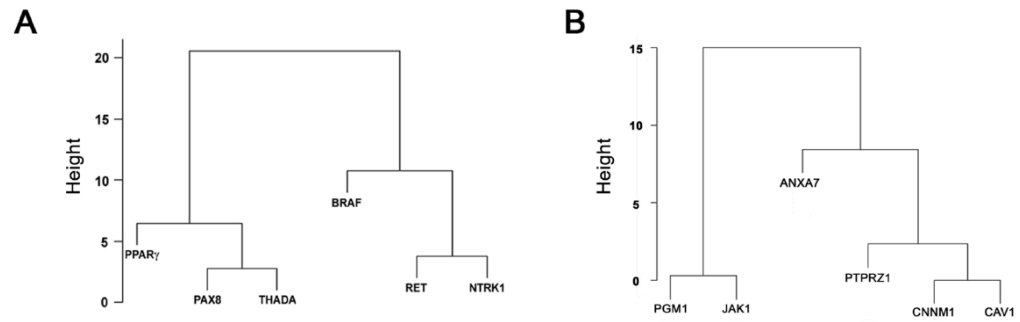 A
Height
20
15
10
5
0
PPARγ
PAX8
THADA
BRAF
RET
NTRK1
B
Height
15
10
5
0
PGM1
JAK1
ANXA7
PTPRZ1
CNNM1
CAV1